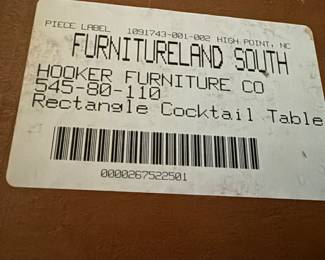 PIECE LABEL 1091743-001-002 HIGH POINT, NC
FURNITURELAND SOUTH
HOOKER FURNITURE CO
545-80-110
Rectangle Cocktail Table
0000267522501